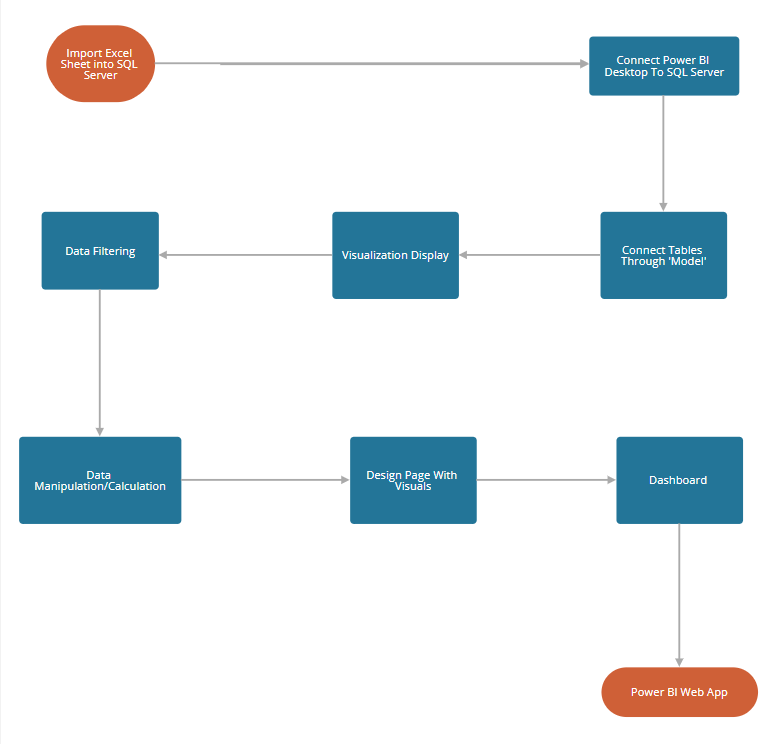 Import Excel
Sheet into SQL
Server
Connect Power BI
Desktop To SQL Server
Connect Tables
Through 'Model'
Visualization Display
Data Filtering
Data
Manipulation/Calculation
Design Page With
Visuals
Dashboard
Power BI Web App